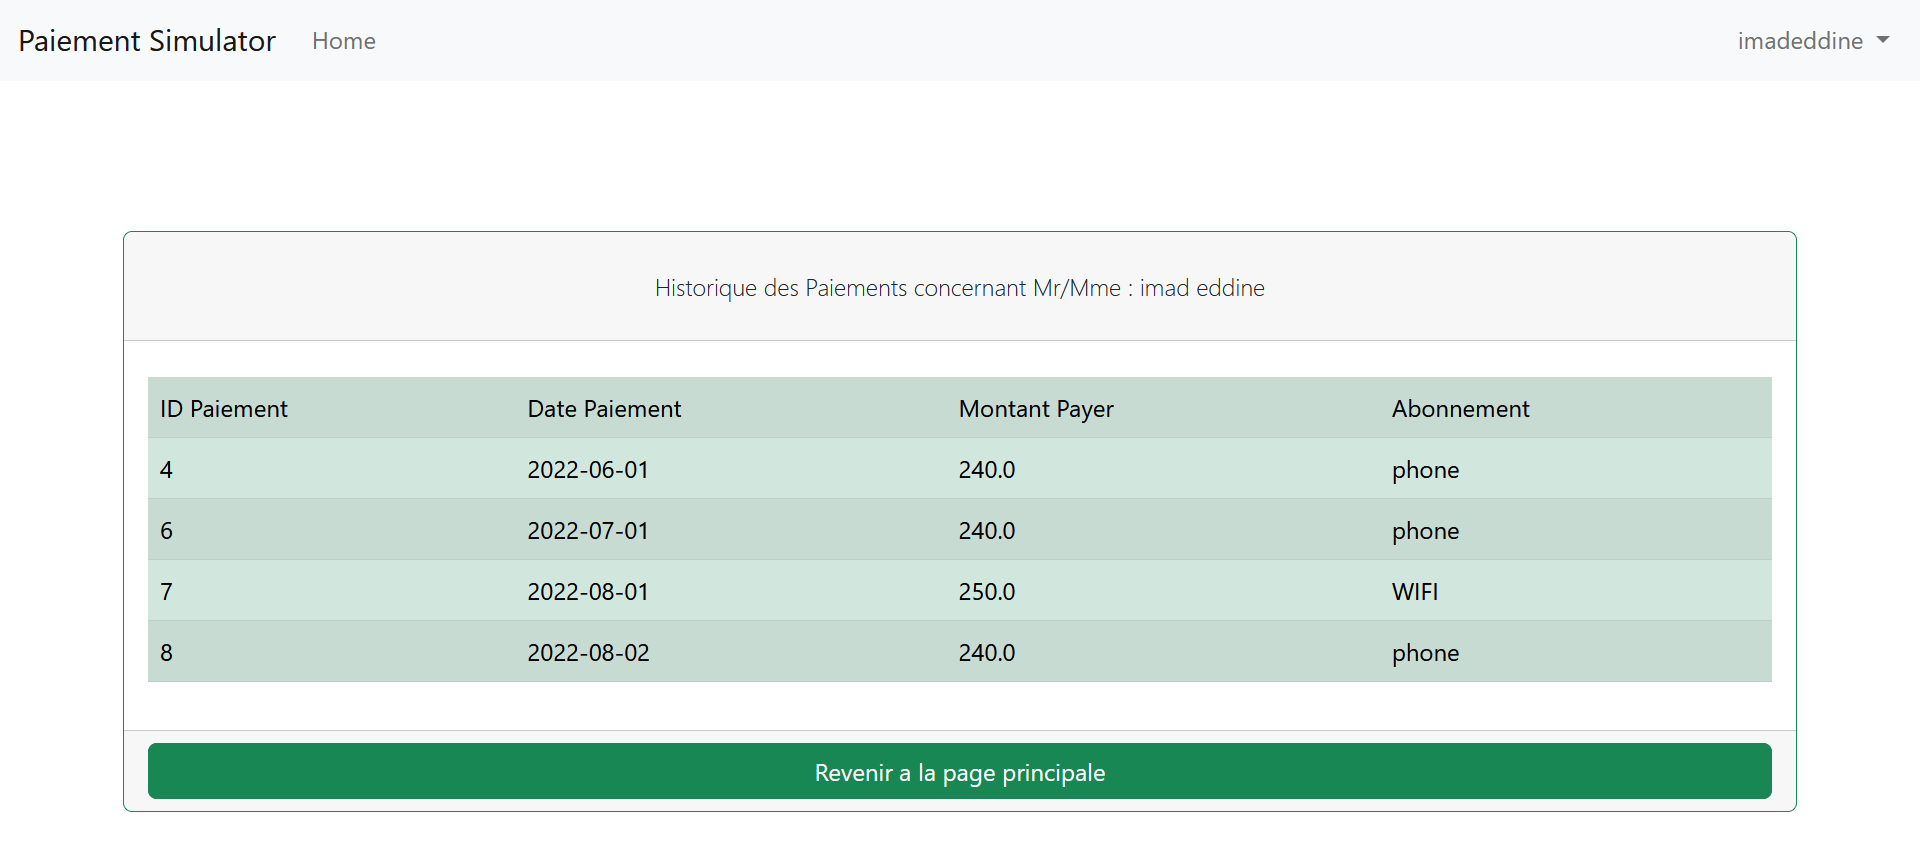 Paiement Simulator Home imadeddine
Historique des Paiements concernant Mr/Mme : imad eddine
ID Paiement Date Paiement Montant Payer Abonnement
4 2022-06-01 240.0 phone
6 2022-07-01 240.0 phone
7 2022-08-01 250.0 WIFI
8 2022-08-02 240.0 phone
Revenir a la page principale